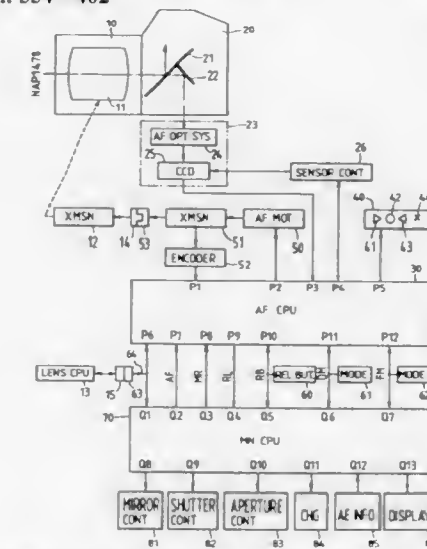 10
20
21
22
11
23
AF OPT SYS
24
25
CCD
SENSOR CONT
26
40
42
41
43
XMSN
12
14
53
XMSN
51
AF MOT
50
ENCODER
52
30
P1
P2
P3
P4
P5
AF CPU
P6
P7
P8
P9
P10
P11
P12
LENS CPU
13
15
63
64
AF
MR
RL
RB
REL BUT
60
MODE
61
FM
MODE
70
Q1
Q2
Q3
Q4
Q5
Q6
Q7
MN CPU
Q8
Q9
Q10
Q11
Q12
Q13
MIRROR CONT
SHUTTER CONT
APERTURE CONT
CHG
AE INFO
DISPLAY
81
82
83
84
85